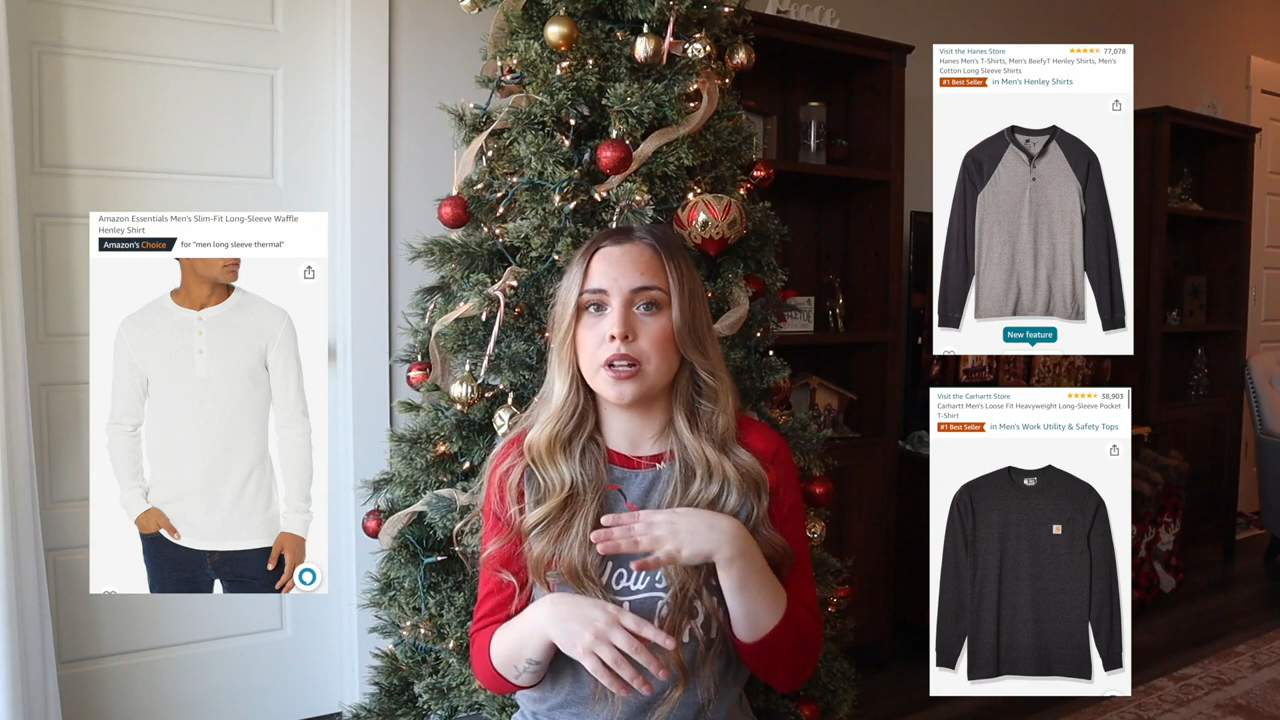 Amazon Essentials Men's Slim-Fit Long-Sleeve Waffle
Henley Shirt
Amazon's Choice for "men long sleeve thermal"
Peace
Visit the Hanes Store 77,078
Hanes Men's T-Shirts, Men's BeefyT Henley Shirts, Men's
Cotton Long Sleeve Shirts
#1 Best Seller in Men's Henley Shirts
New feature
Visit the Carhartt Store 38,903
Carhartt Men's Loose Fit Heavyweight Long-Sleeve Pocket
T-Shirt
#1 Best Seller in Men's Work Utility & Safety Tops
M
You's